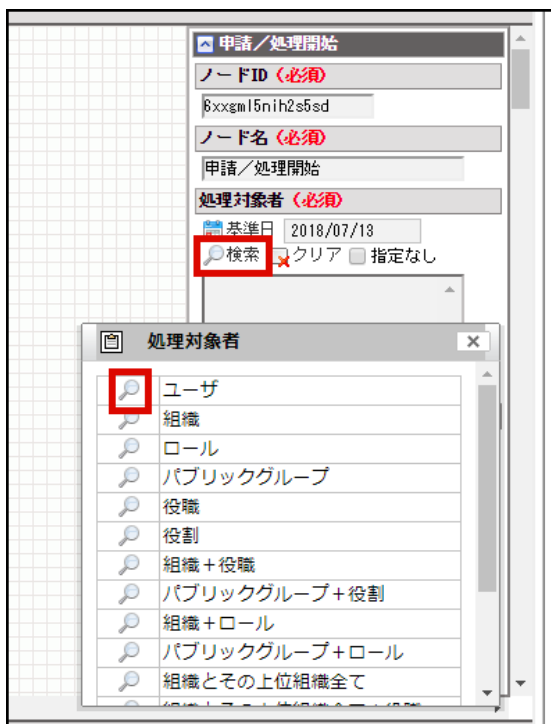 申請／処理開始
ノードID（必須）
6xxgml5nih2s5sd
ノード名（必須）
申請／処理開始
処理対象者（必須）
基準日 2018/07/13
検索 クリア 指定なし
処理対象者
ユーザ
組織
ロール
パブリックグループ
役職
役割
組織＋役職
パブリックグループ＋役割
組織＋ロール
パブリックグループ＋ロール
組織とその上位組織全て